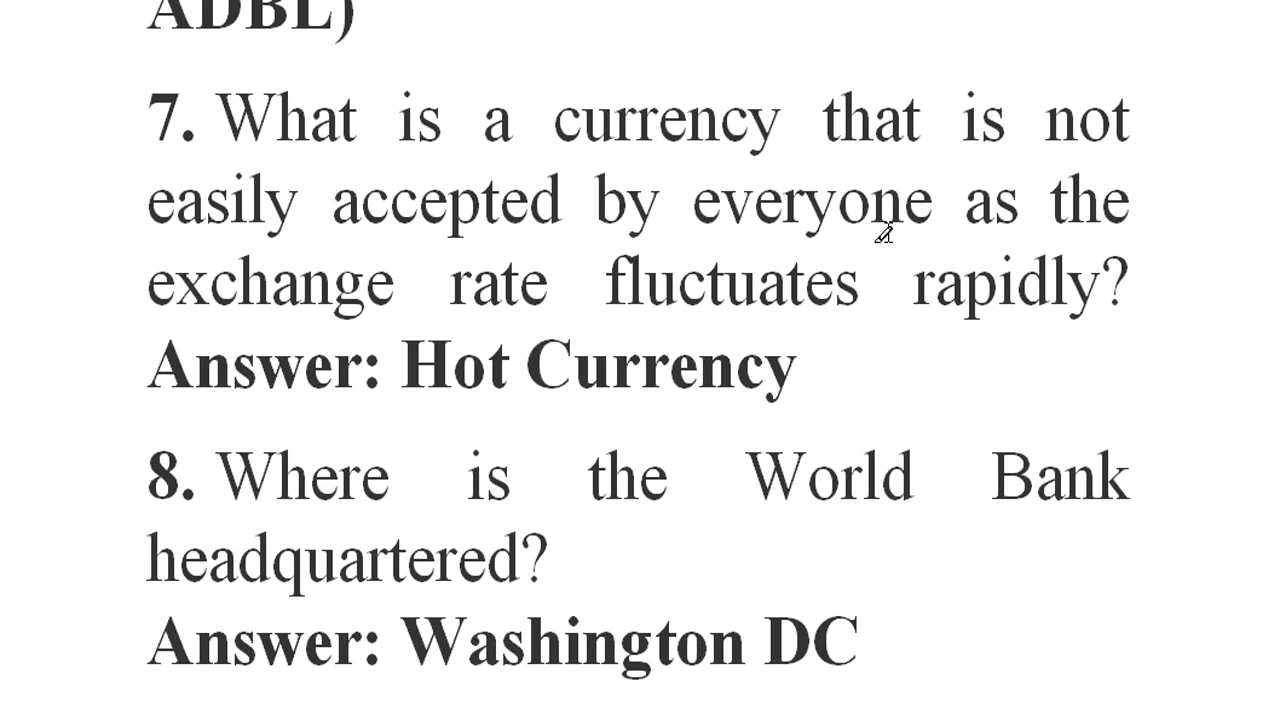 ADBL)
7. What is a currency that is not
easily accepted by everyone as the
exchange rate fluctuates rapidly?
Answer: Hot Currency
8. Where is the World Bank
headquartered?
Answer: Washington DC